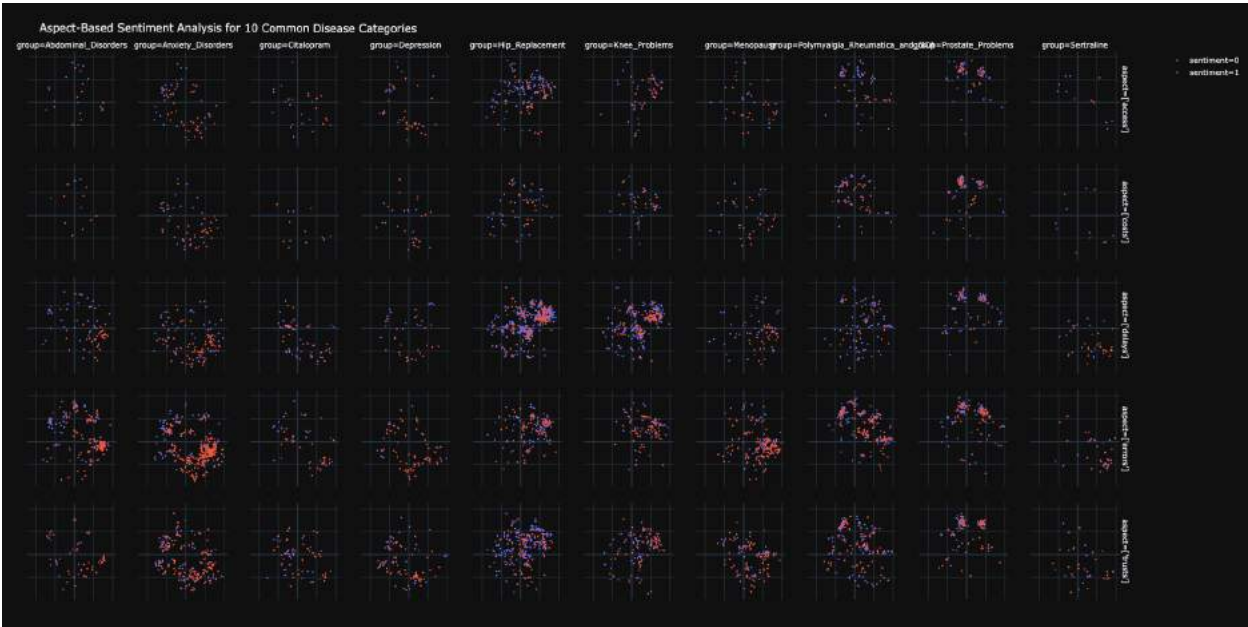 Aspect-Based Sentiment Analysis for 10 Common Disease Categories
group=Abdominal_Disorders group=Anxiety_Disorders group=Citalopram group=Depression group=Hip_Replacement group=Knee_Problems group=Menopause group=Polymyalgia_Rheumatica_and_ group=Prostate_Problems group=Sertraline
sentiment=0
sentiment=1
aspect=['access']
aspect=['costs']
aspect=['delays']
aspect=['errors']
aspect=['trusts']